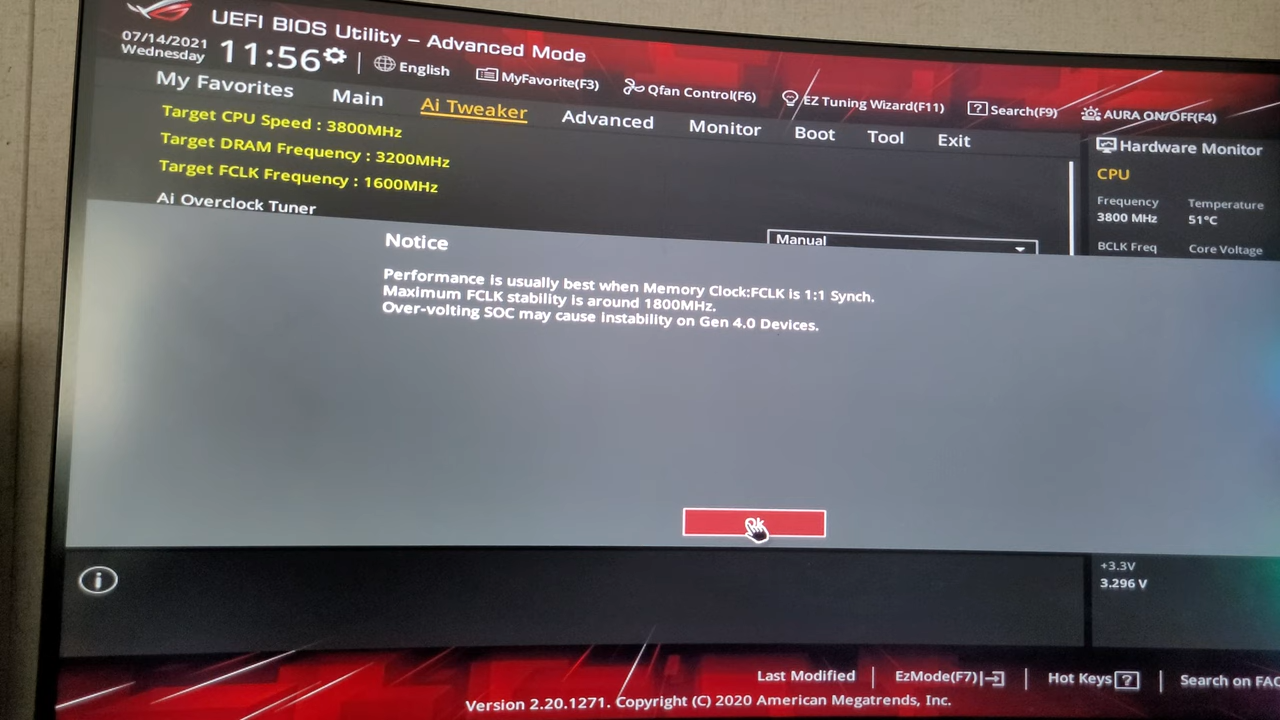 UEFI BIOS Utility – Advanced Mode
07/14/2021
Wednesday
11:56
English
MyFavorite(F3)
Qfan Control(F6)
EZ Tuning Wizard(F11)
Search(F9)
AURA ON/OFF(F4)
My Favorites
Main
Ai Tweaker
Advanced
Monitor
Boot
Tool
Exit
Hardware Monitor
Target CPU Speed : 3800MHz
Target DRAM Frequency : 3200MHz
Target FCLK Frequency : 1600MHz
Ai Overclock Tuner
Manual
CPU
Frequency Temperature
3800 MHz 51°C
BCLK Freq Core Voltage
Notice
Performance is usually best when Memory Clock:FCLK is 1:1 Synch.
Maximum FCLK stability is around 1800MHz.
Over-volting SOC may cause instability on Gen 4.0 Devices.
Ok
+3.3V
3.296 V
Last Modified
EzMode(F7)
Hot Keys ?
Search on FAQ
Version 2.20.1271. Copyright (C) 2020 American Megatrends, Inc.